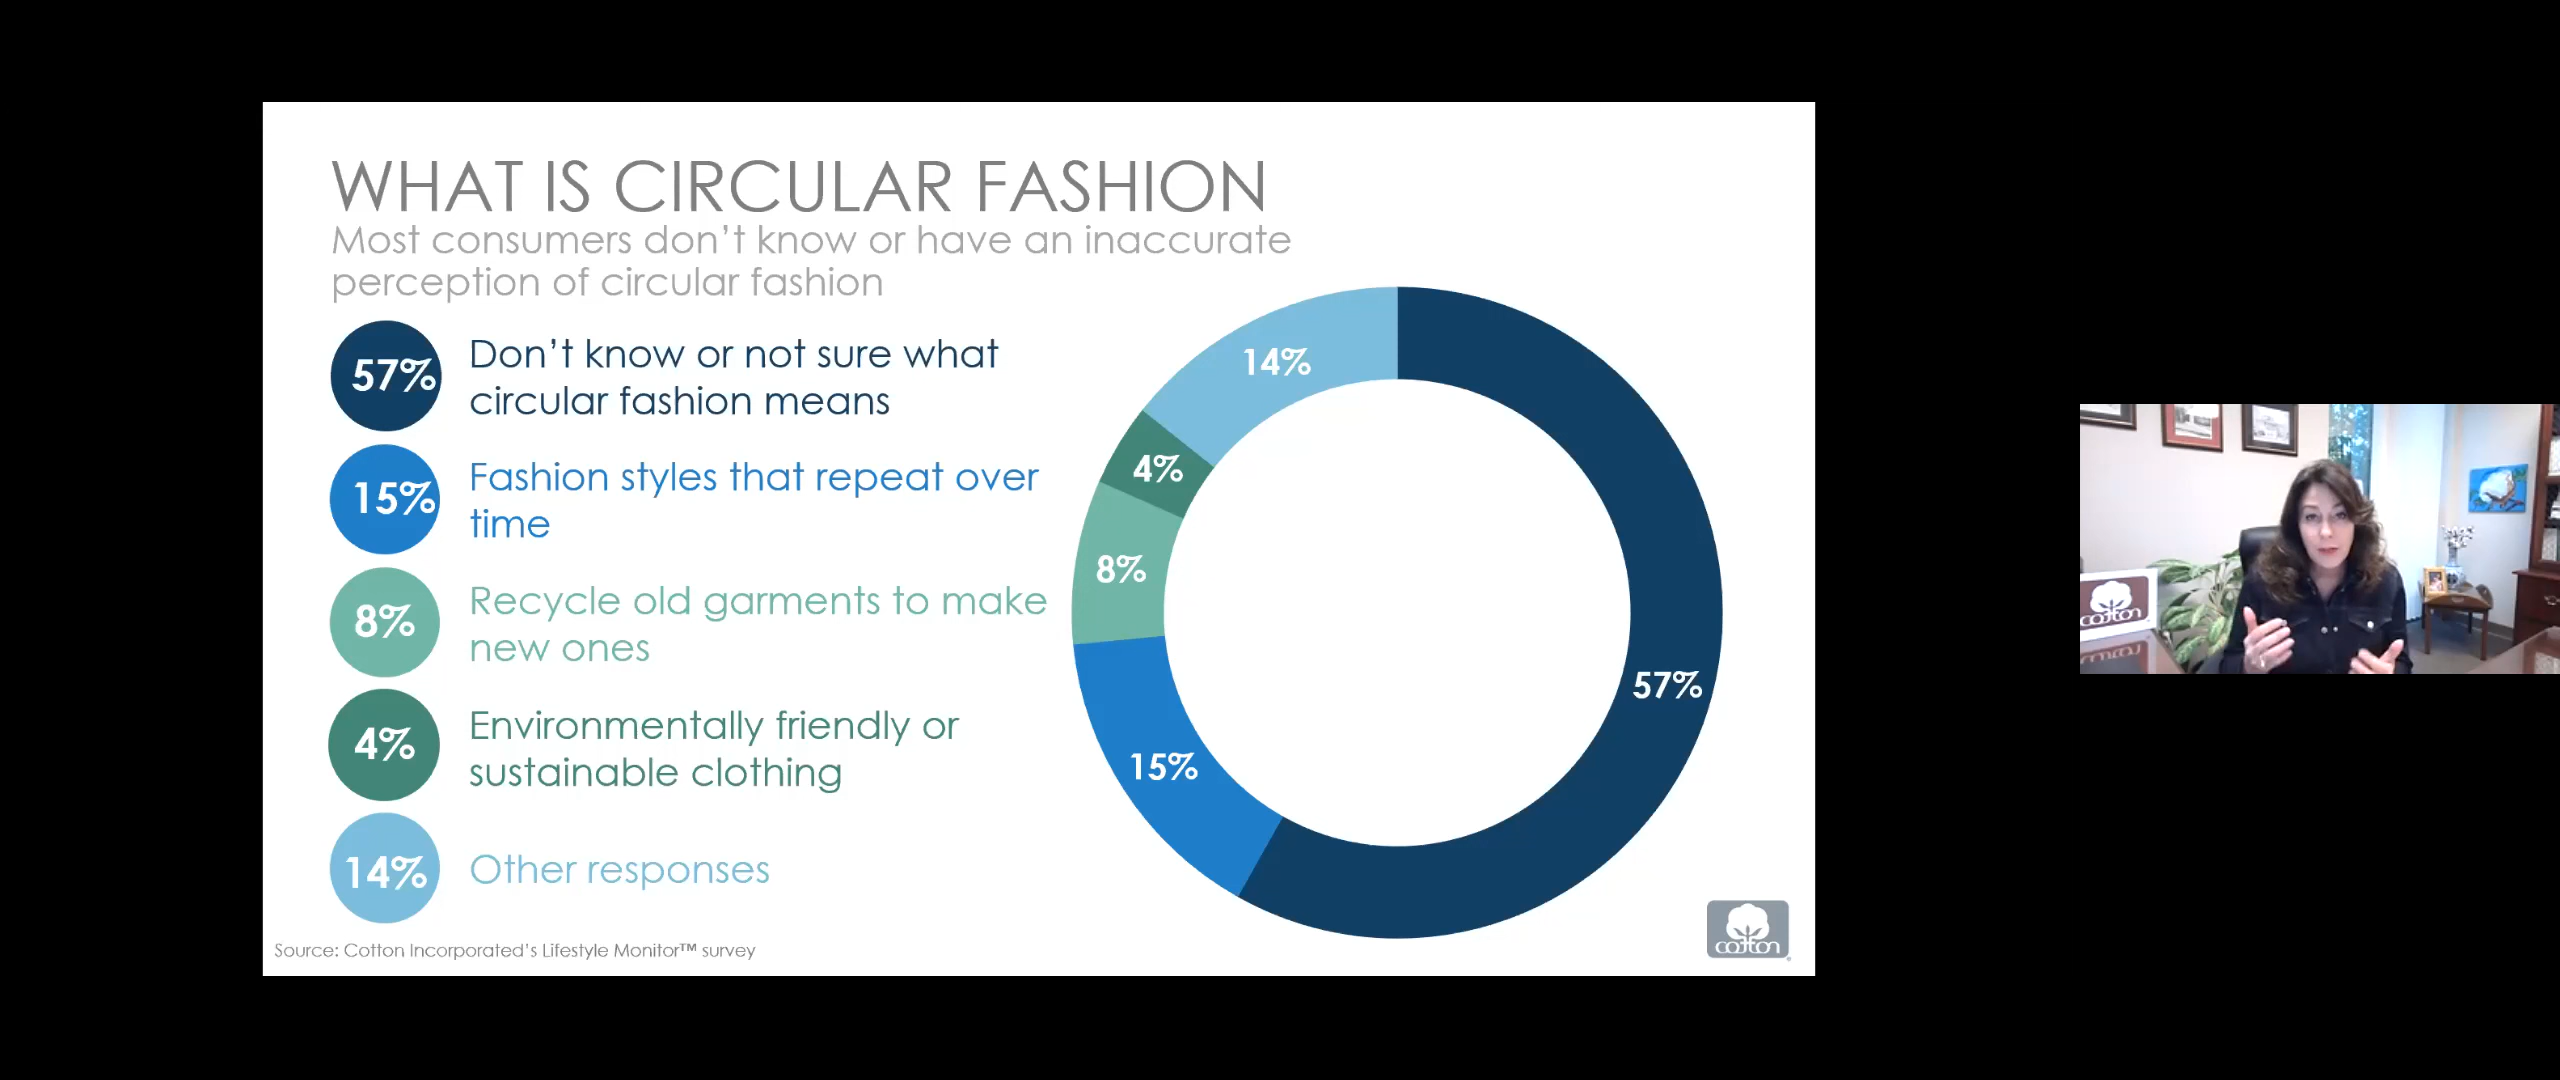 WHAT IS CIRCULAR FASHION
Most consumers don’t know or have an inaccurate
perception of circular fashion
57%
Don’t know or not sure what
circular fashion means
15%
Fashion styles that repeat over
time
8%
Recycle old garments to make
new ones
4%
Environmentally friendly or
sustainable clothing
14%
Other responses
14%
4%
8%
15%
57%
Source: Cotton Incorporated’s Lifestyle Monitor™ survey
cotton
cotton